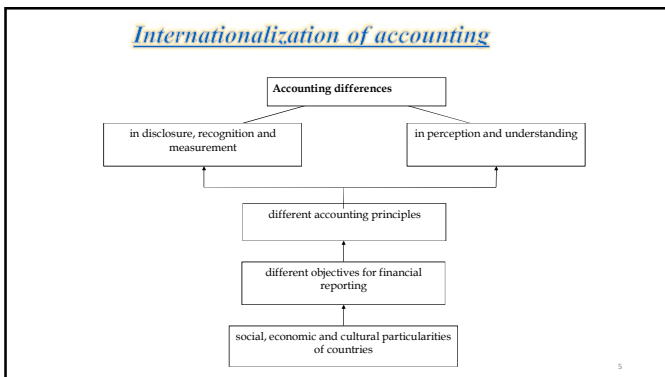 Internationalization of accounting
Accounting differences
in disclosure, recognition and
measurement
in perception and understanding
different accounting principles
different objectives for financial
reporting
social, economic and cultural particularities
of countries
5